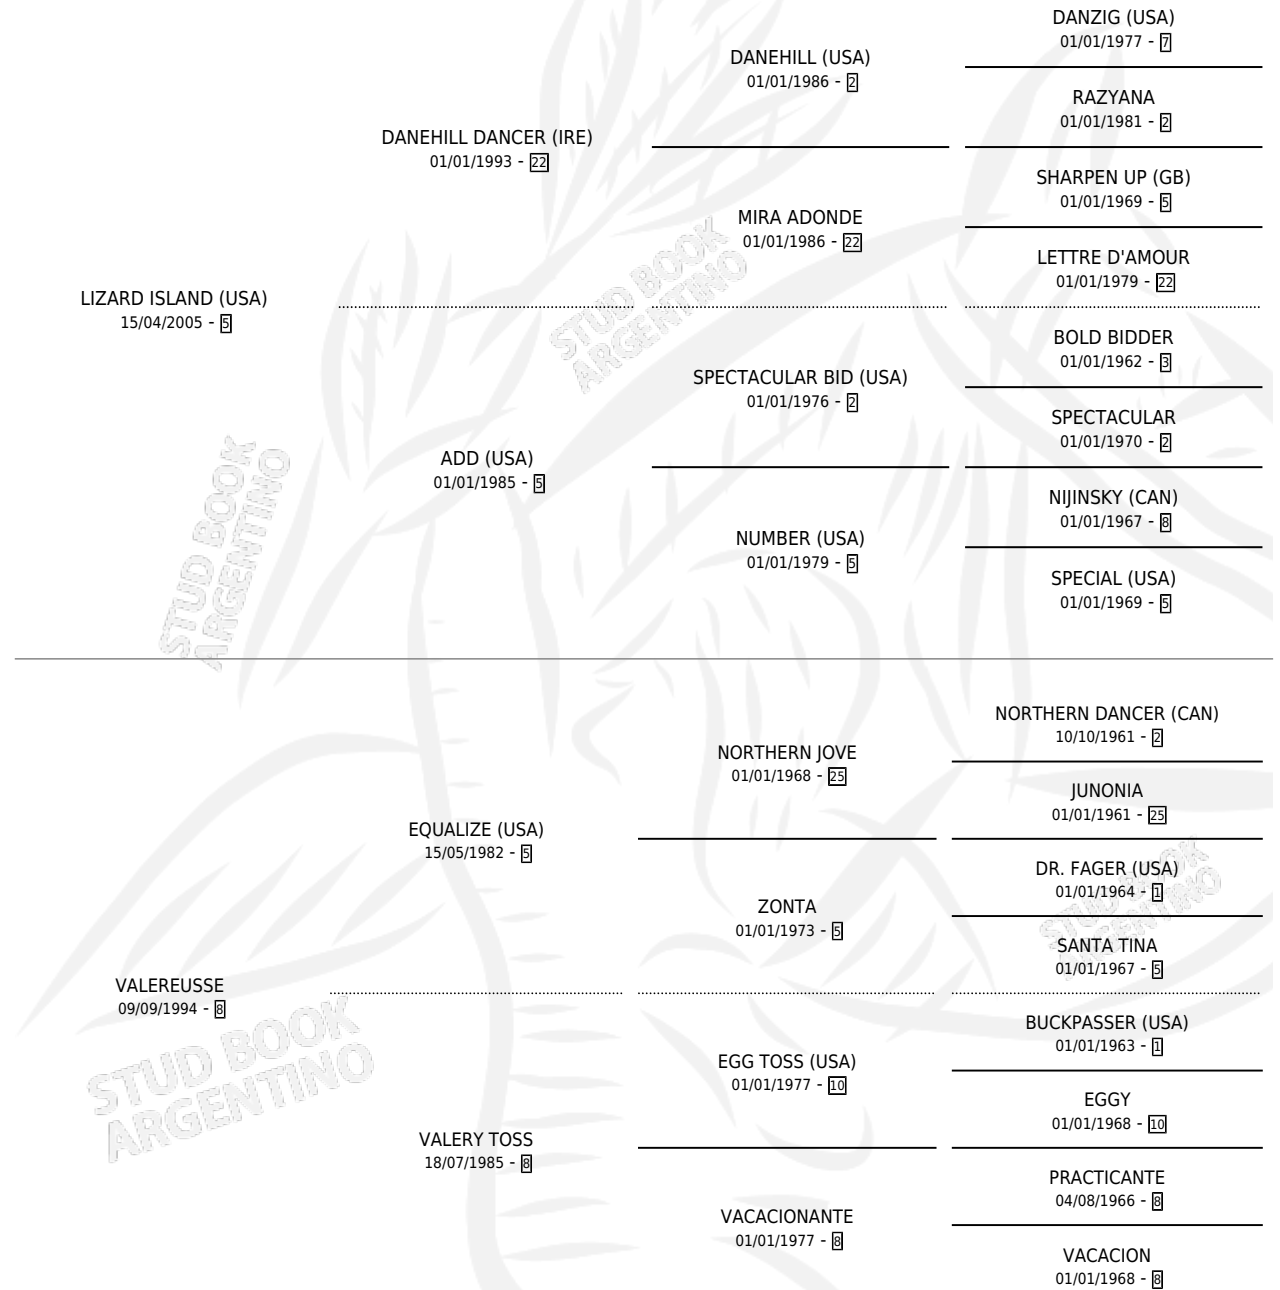 DANZIG (USA)
01/01/1977 - 7
DANEHILL (USA)
01/01/1986 - 2
RAZYANA
01/01/1981 - 2
DANEHILL DANCER (IRE)
01/01/1993 - 22
SHARPEN UP (GB)
01/01/1969 - 5
MIRA ADONDE
01/01/1986 - 22
LETTRE D'AMOUR
01/01/1979 - 22
LIZARD ISLAND (USA)
15/04/2005 - 5
BOLD BIDDER
01/01/1962 - 3
SPECTACULAR BID (USA)
01/01/1976 - 2
SPECTACULAR
01/01/1970 - 2
ADD (USA)
01/01/1985 - 5
NIJINSKY (CAN)
01/01/1967 - 8
NUMBER (USA)
01/01/1979 - 5
SPECIAL (USA)
01/01/1969 - 5
STUD BOOK
ARGENTINO
STUD BOOK
ARGENTINO
NORTHERN DANCER (CAN)
10/10/1961 - 2
NORTHERN JOVE
01/01/1968 - 25
JUNONIA
01/01/1961 - 25
EQUALIZE (USA)
15/05/1982 - 5
DR. FAGER (USA)
01/01/1964 - 1
ZONTA
01/01/1973 - 5
SANTA TINA
01/01/1967 - 5
VALEREUSSE
09/09/1994 - 8
BUCKPASSER (USA)
01/01/1963 - 1
EGG TOSS (USA)
01/01/1977 - 10
EGGY
01/01/1968 - 10
VALERY TOSS
18/07/1985 - 8
PRACTICANTE
04/08/1966 - 8
VACACIONANTE
01/01/1977 - 8
VACACION
01/01/1968 - 8
STUD BOOK
ARGENTINO
STUD BOOK
ARGENTINO